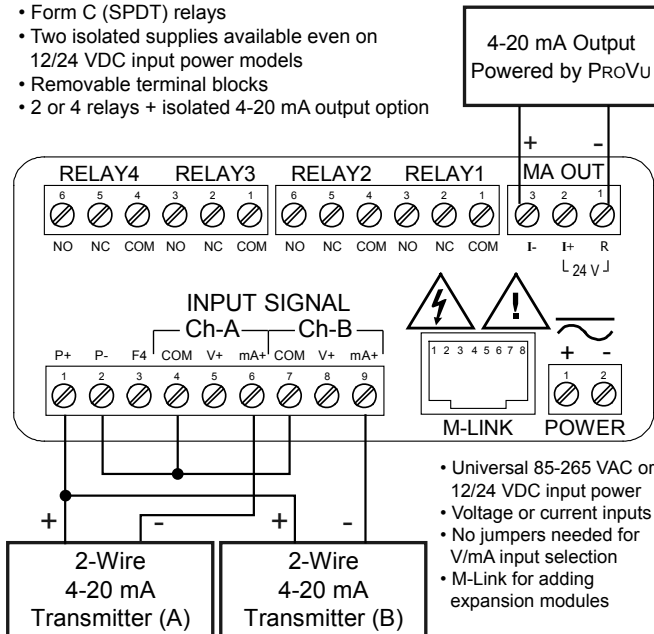 • Form C (SPDT) relays
• Two isolated supplies available even on
12/24 VDC input power models
• Removable terminal blocks
• 2 or 4 relays + isolated 4-20 mA output option
4-20 mA Output
Powered by PROVU
+ -
RELAY4 RELAY3 RELAY2 RELAY1 MA OUT
6 5 4 3 2 1 6 5 4 3 2 1 3 2 1
NO NC COM NO NC COM NO NC COM NO NC COM I- I+ R
24 V
INPUT SIGNAL
Ch-A Ch-B
P+ P- F4 COM V+ mA+ COM V+ mA+
1 2 3 4 5 6 7 8 9
1 2 3 4 5 6 7 8
+ -
1 2
M-LINK POWER
• Universal 85-265 VAC or
12/24 VDC input power
• Voltage or current inputs
• No jumpers needed for
V/mA input selection
• M-Link for adding
expansion modules
+ - + -
2-Wire
4-20 mA
Transmitter (A)
2-Wire
4-20 mA
Transmitter (B)